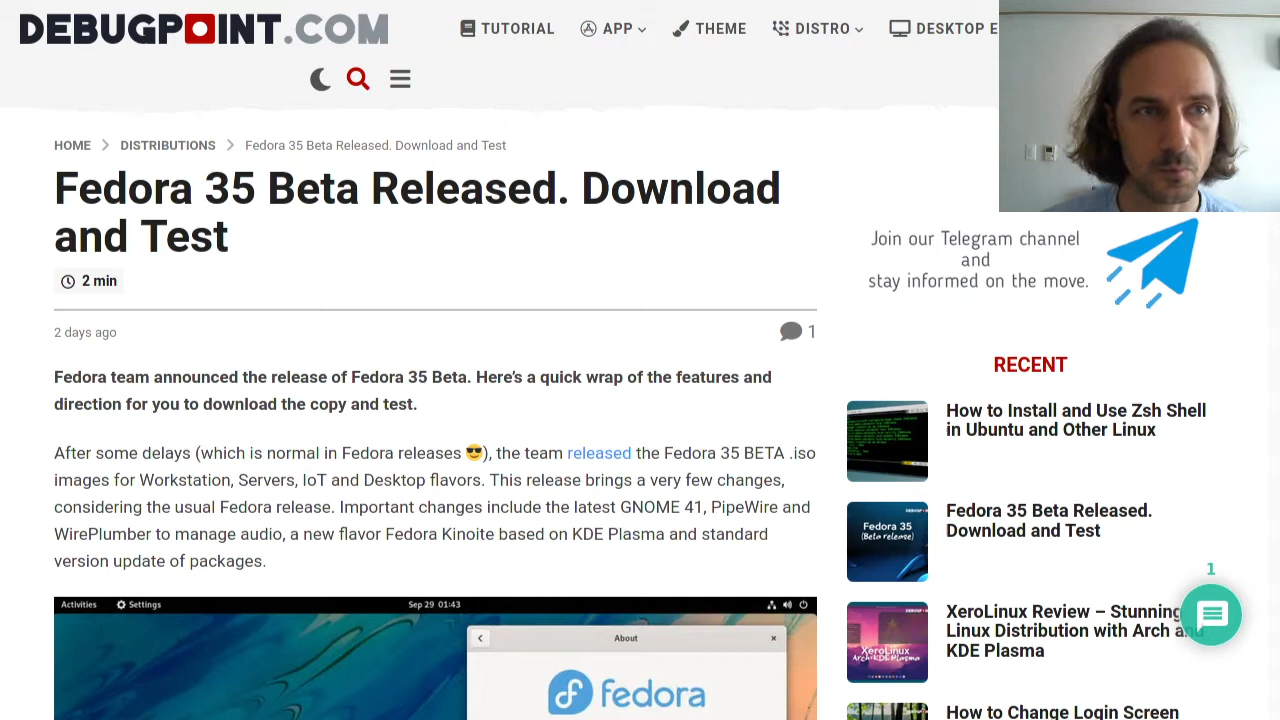 DEBUGPOINT.COM
TUTORIAL
APP
THEME
DISTRO
DESKTOP E
HOME
DISTRIBUTIONS
Fedora 35 Beta Released. Download and Test
Fedora 35 Beta Released. Download
and Test
2 min
2 days ago
1
Fedora team announced the release of Fedora 35 Beta. Here's a quick wrap of the features and
direction for you to download the copy and test.
After some days (which is normal in Fedora releases 😎), the team released the Fedora 35 BETA .iso
images for Workstation, Servers, IoT and Desktop flavors. This release brings a very few changes,
considering the usual Fedora release. Important changes include the latest GNOME 41, PipeWire and
WirePlumber to manage audio, a new flavor Fedora Kinoite based on KDE Plasma and standard
version update of packages.
Activities
Settings
Sep 29 01:43
About
fedora
Join our Telegram channel
and
stay informed on the move.
RECENT
How to Install and Use Zsh Shell
in Ubuntu and Other Linux
Fedora 35
(Beta release)
Fedora 35 Beta Released.
Download and Test
XeroLinux
Arch KDE Plasma
XeroLinux Review – Stunning
Linux Distribution with Arch and
KDE Plasma
How to Change Login Screen
1